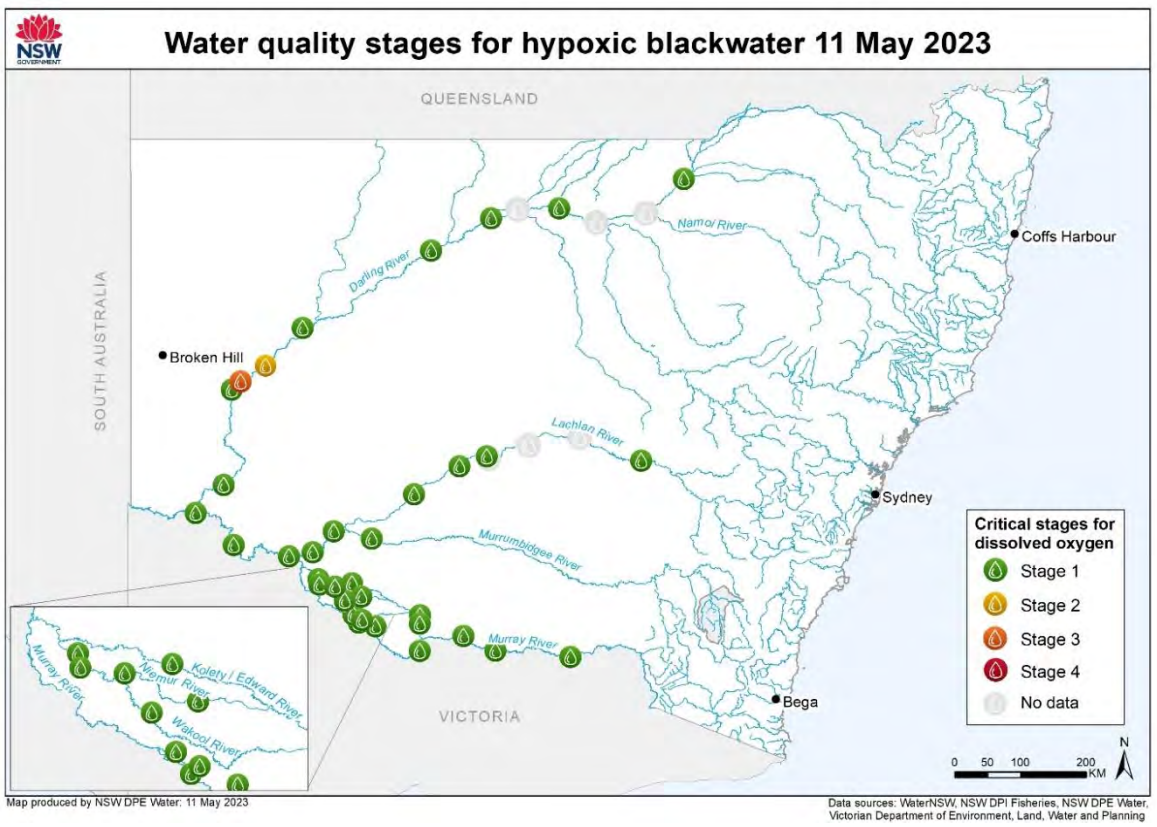 NSW
GOVERNMENT
Water quality stages for hypoxic blackwater 11 May 2023
QUEENSLAND
Namoi River
Coffs Harbour
Darling River
SOUTH AUSTRALIA
Broken Hill
Lachlan River
Sydney
Murrumbidgee River
Critical stages for
dissolved oxygen
Stage 1
Stage 2
Stage 3
Stage 4
No data
Murray River
Kolety / Edward River
Niemur River
Murray River
Wakool River
VICTORIA
Bega
N
0 50 100 200
KM
Map produced by NSW DPE Water: 11 May 2023
Data sources: WaterNSW, NSW DPI Fisheries, NSW DPE Water,
Victorian Department of Environment, Land, Water and Planning